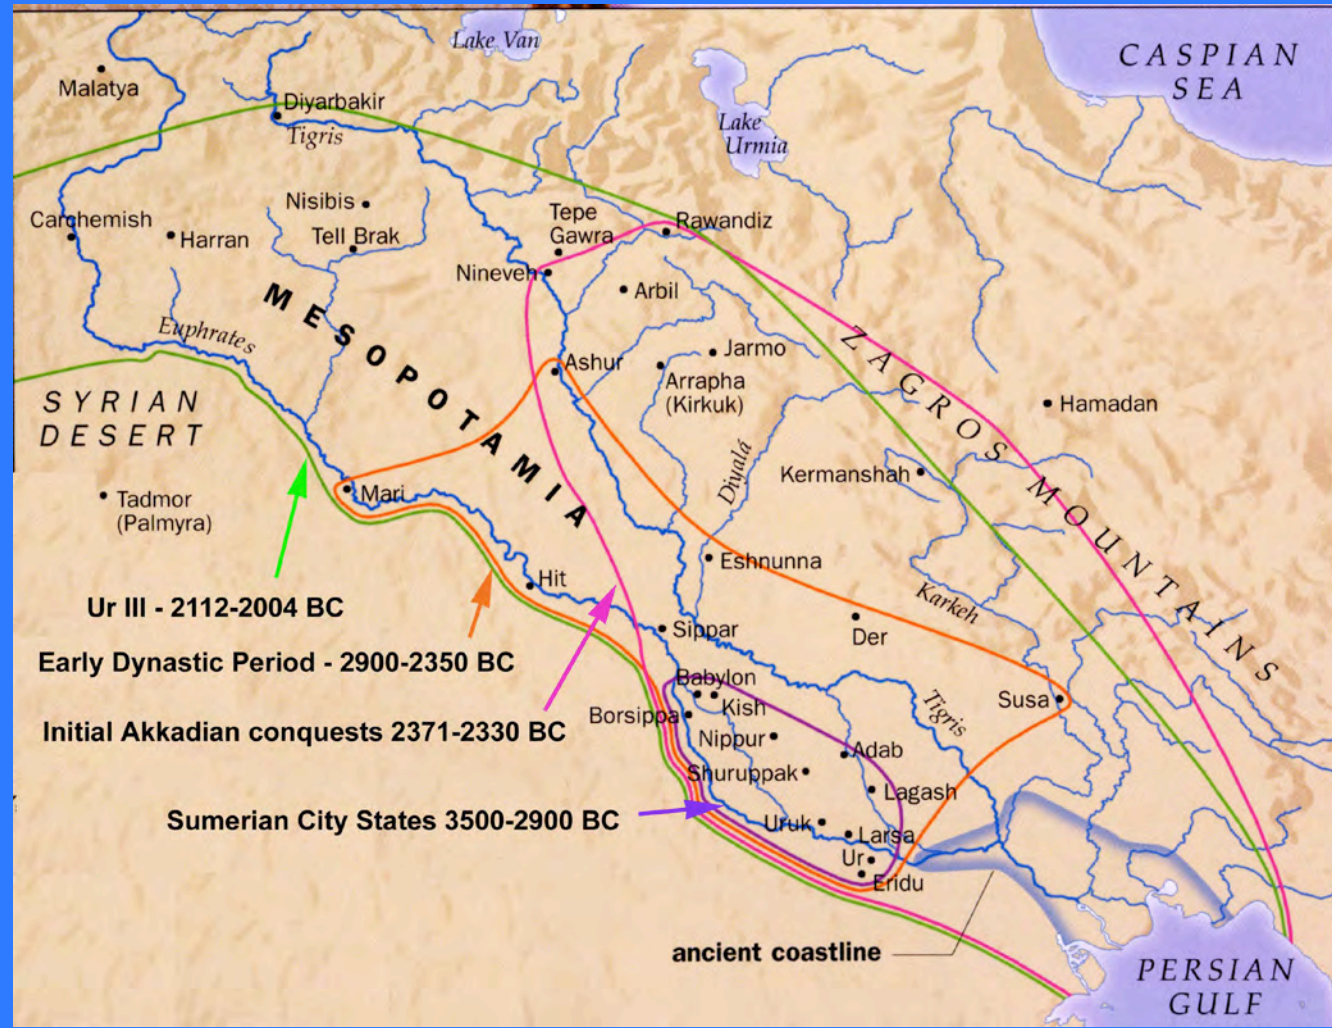 Lake Van
CASPIAN
SEA
Malatya
Diyarbakir
Tigris
Lake
Urmia
Nisibis
Carchemish
Harran
Tell Brak
Tepe
Gawra
Rawandiz
Nineveh
Arbil
MESOPOTAMIA
Euphrates
Ashur
Jarmo
Arrapha
(Kirkuk)
ZAGROS MOUNTAINS
Hamadan
SYRIAN
DESERT
Diyalá
Kermanshah
Mari
Tadmor
(Palmyra)
Eshnunna
Hit
Karkeh
Ur III - 2112-2004 BC
Sippar
Der
Early Dynastic Period - 2900-2350 BC
Babylon
Kish
Susa
Tigris
Borsippa
Initial Akkadian conquests 2371-2330 BC
Nippur
Adab
Shuruppak
Lagash
Sumerian City States 3500-2900 BC
Uruk
Larsa
Ur
Eridu
ancient coastline
PERSIAN
GULF